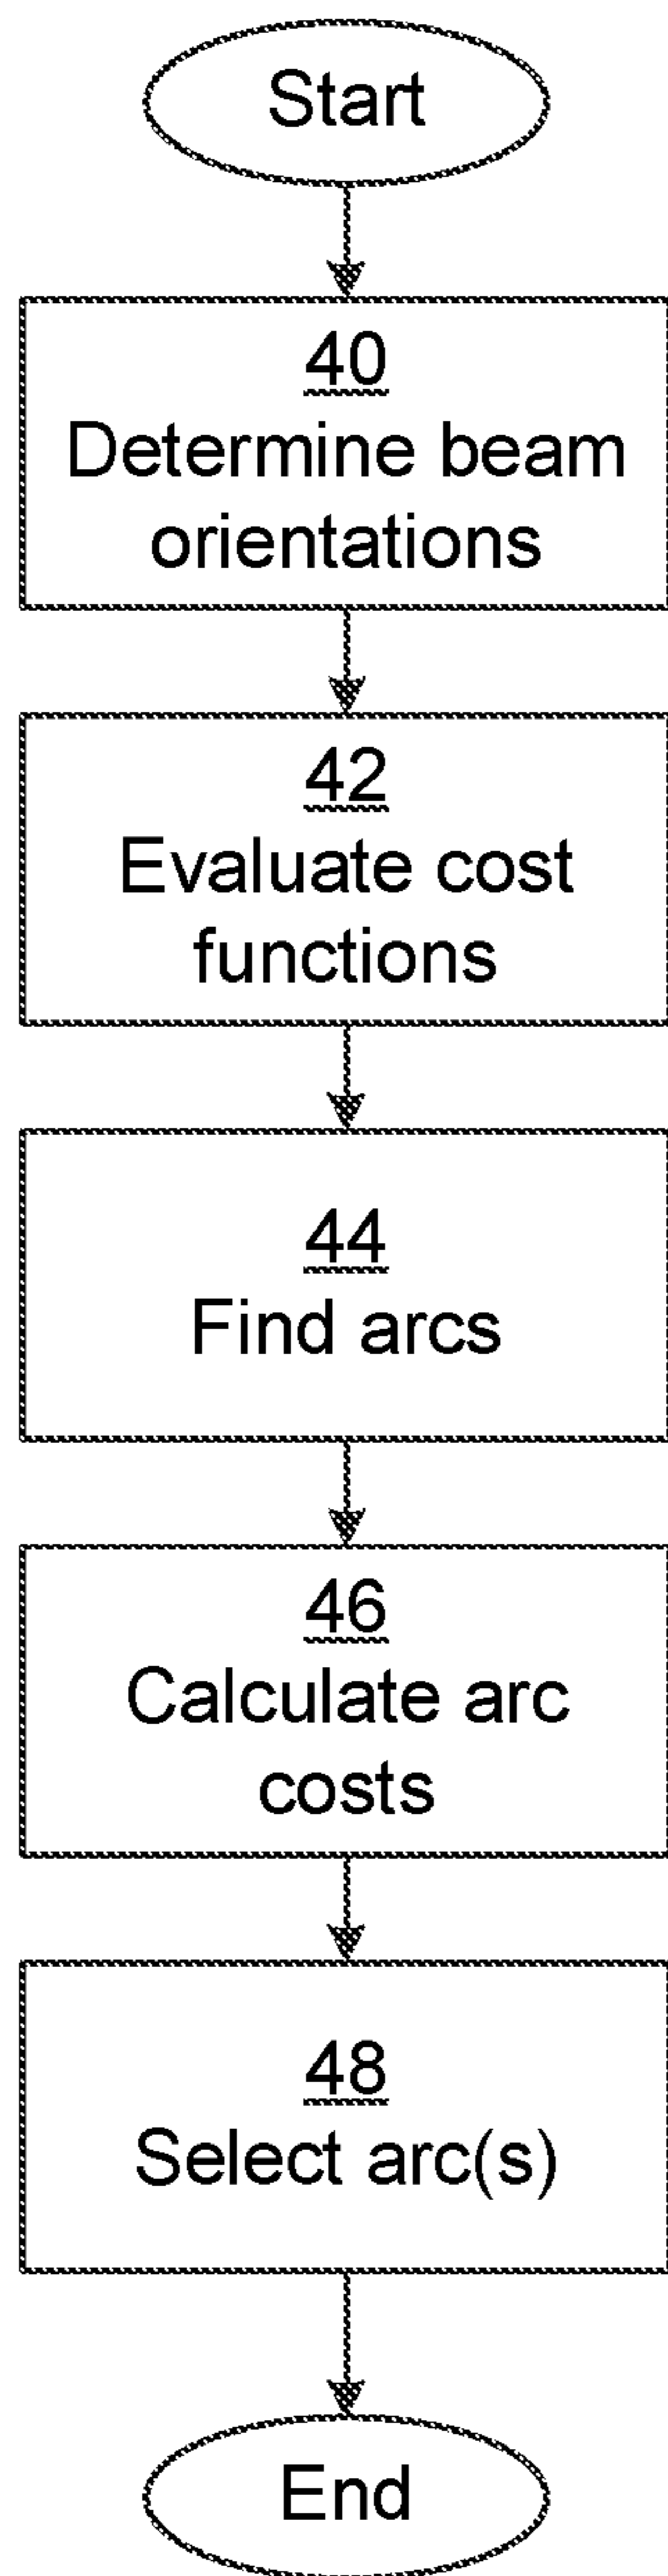 Start
40
Determine beam
orientations
42
Evaluate cost
functions
44
Find arcs
46
Calculate arc
costs
48
Select arc(s)
End